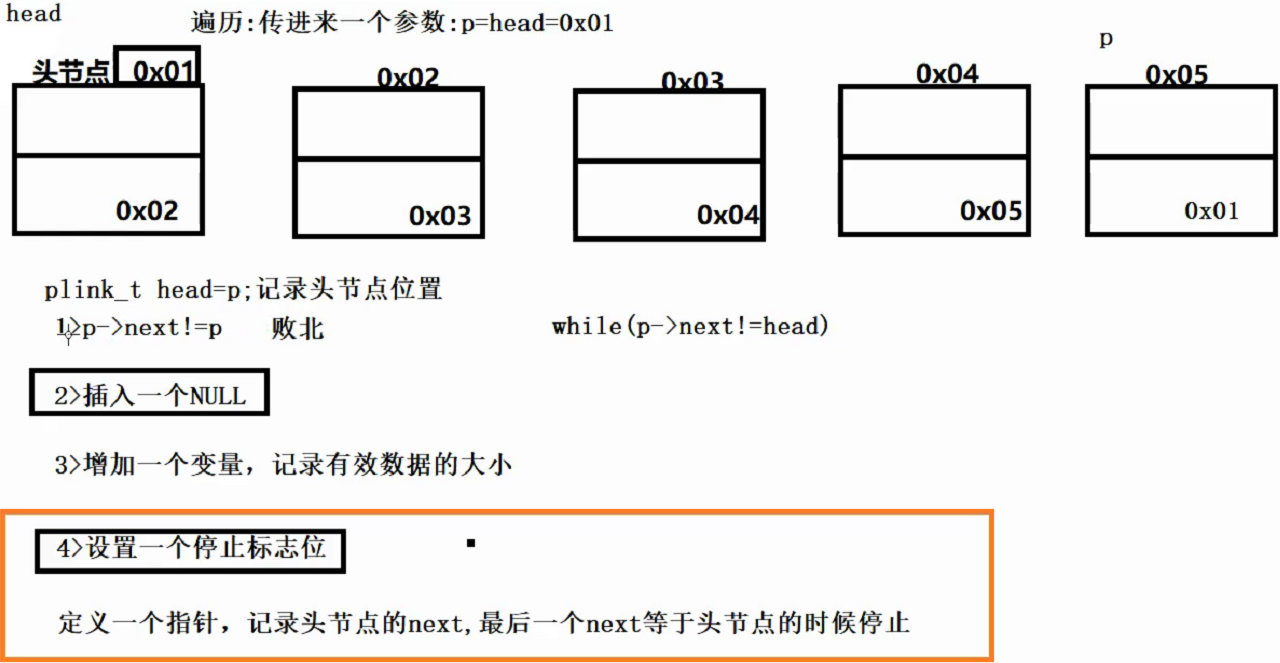 head
遍历:传进来一个参数:p=head=0x01
p
头节点 0x01 0x02 0x03 0x04 0x05
0x02 0x03 0x04 0x05 0x01
plink_t head=p;记录头节点位置
1>p->next!=p 败北 while(p->next!=head)
2>插入一个NULL
3>增加一个变量，记录有效数据的大小
4>设置一个停止标志位
定义一个指针，记录头节点的next,最后一个next等于头节点的时候停止